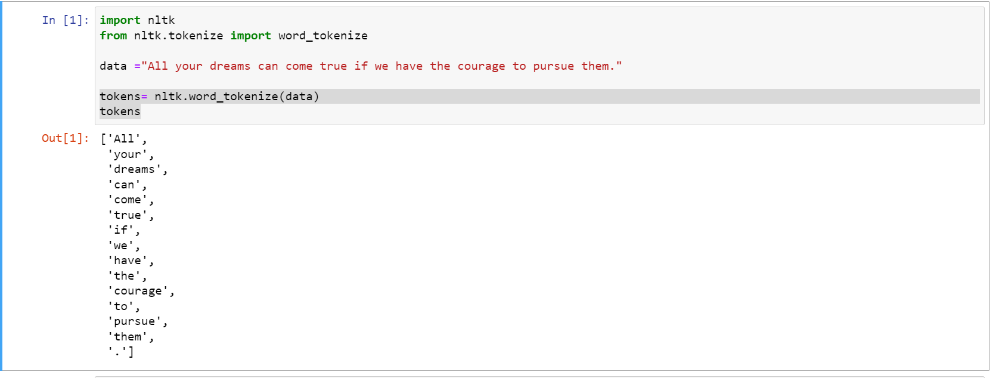 In [1]: import nltk
from nltk.tokenize import word_tokenize
data ="All your dreams can come true if we have the courage to pursue them."
tokens= nltk.word_tokenize(data)
tokens
Out[1]: ['All',
'your',
'dreams',
'can',
'come',
'true',
'if',
'we',
'have',
'the',
'courage',
'to',
'pursue',
'them',
'.']